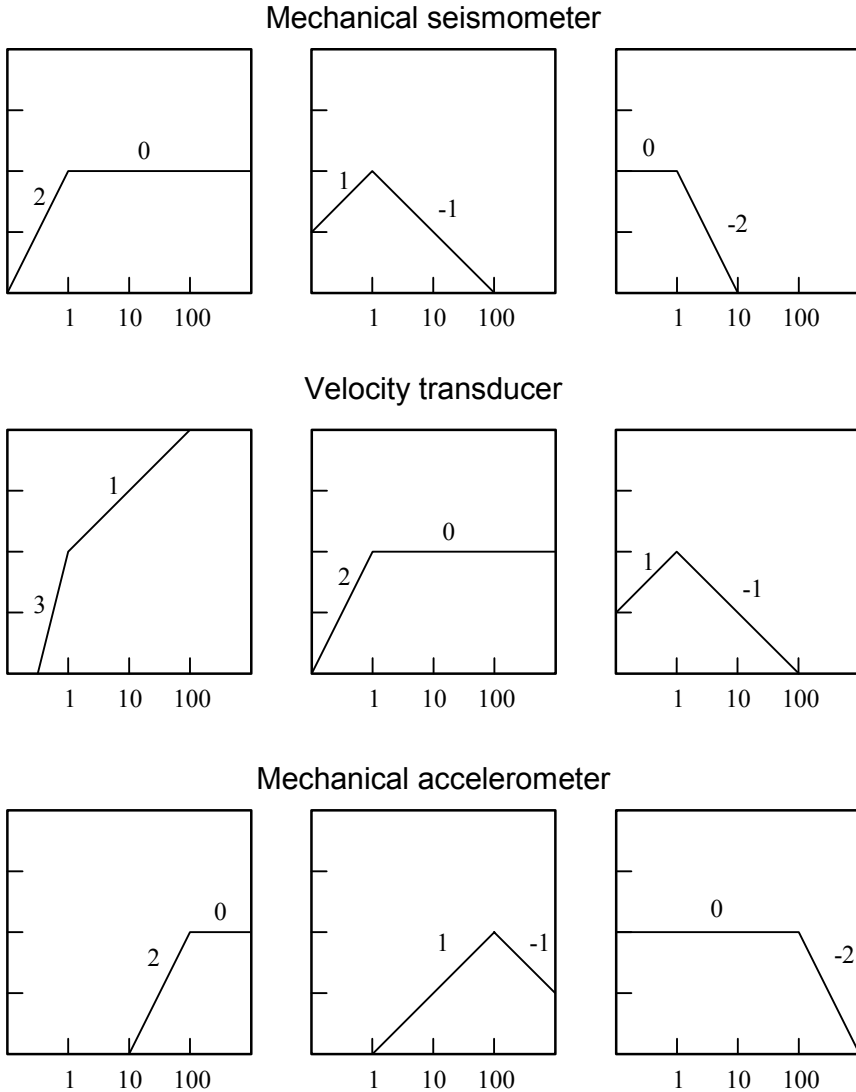 Mechanical seismometer
0 0
2 1 -1 -2
1 10 100 1 10 100 1 10 100
Velocity transducer
1 0
3 2 1 -1
1 10 100 1 10 100 1 10 100
Mechanical accelerometer
0 0
2 1 -1 -2
1 10 100 1 10 100 1 10 100